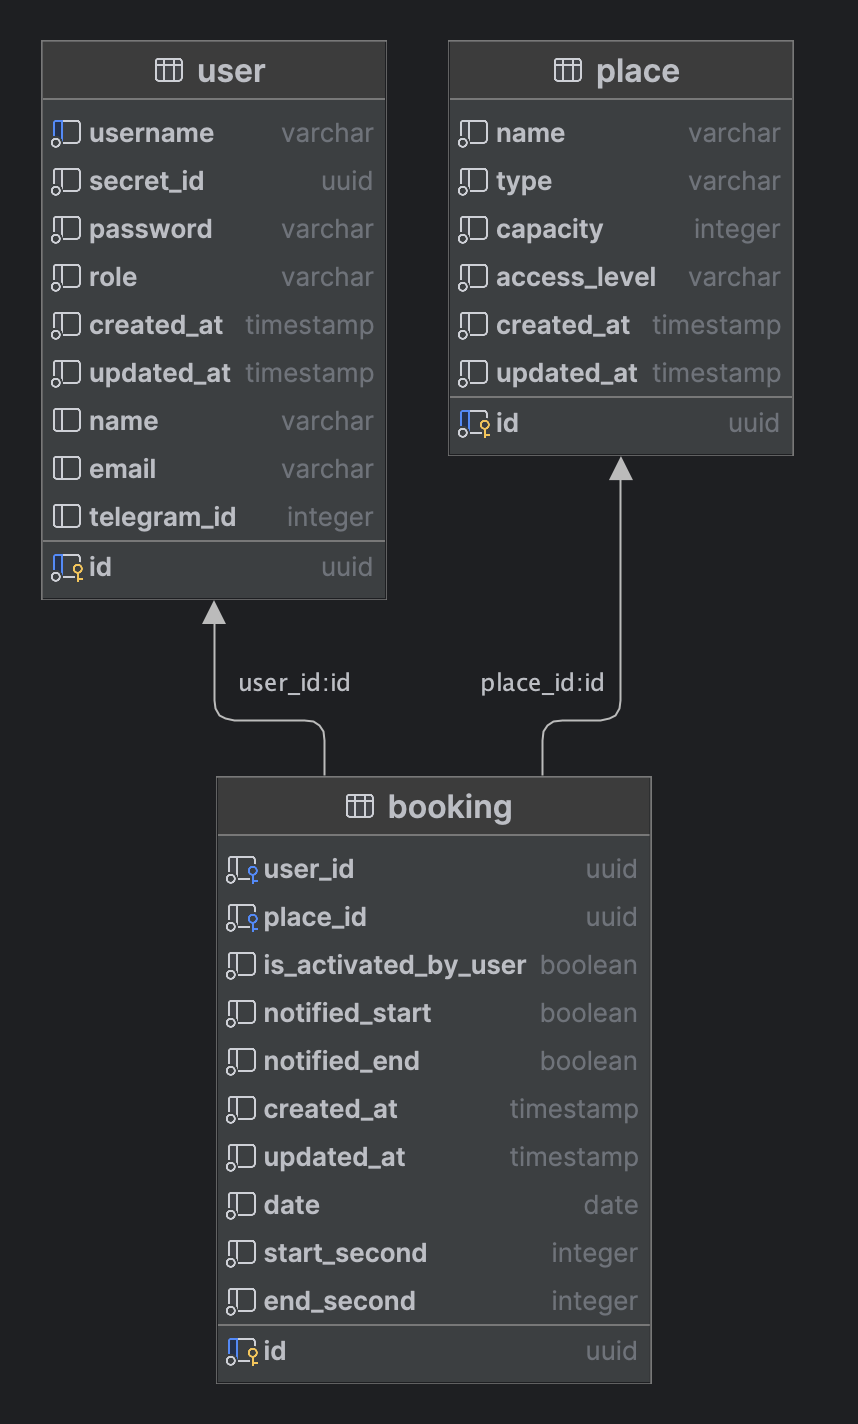 user
username varchar
secret_id uuid
password varchar
role varchar
created_at timestamp
updated_at timestamp
name varchar
email varchar
telegram_id integer
id uuid
place
name varchar
type varchar
capacity integer
access_level varchar
created_at timestamp
updated_at timestamp
id uuid
user_id:id
place_id:id
booking
user_id uuid
place_id uuid
is_activated_by_user boolean
notified_start boolean
notified_end boolean
created_at timestamp
updated_at timestamp
date date
start_second integer
end_second integer
id uuid